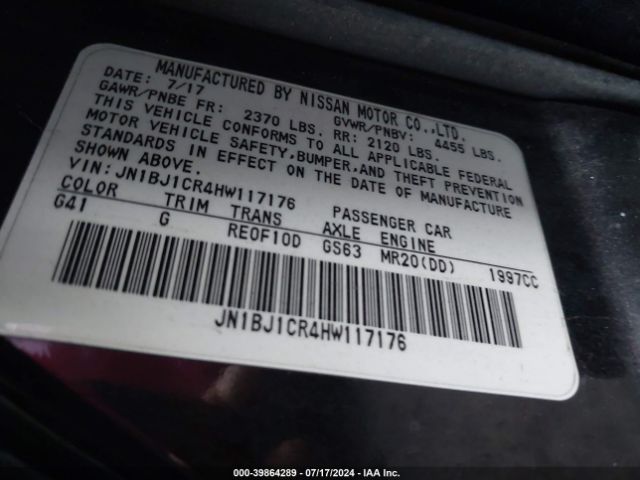 MANUFACTURED BY NISSAN MOTOR CO.,LTD.
DATE: 7/17 GVWR/PNBV: 4455 LBS.
GAWR/PNBE FR: 2370 LBS. RR: 2120 LBS.
THIS VEHICLE CONFORMS TO ALL APPLICABLE FEDERAL
MOTOR VEHICLE SAFETY,BUMPER,AND THEFT PREVENTION
STANDARDS IN EFFECT ON THE DATE OF MANUFACTURE
SHOWN ABOVE.
VIN: JN1BJ1CR4HW117176 PASSENGER CAR
COLOR TRIM TRANS AXLE ENGINE
G41 G RE0F10D GS63 MR20(DD) 1997CC
JN1BJ1CR4HW117176
000-39864289 - 07/17/2024 - IAA Inc.